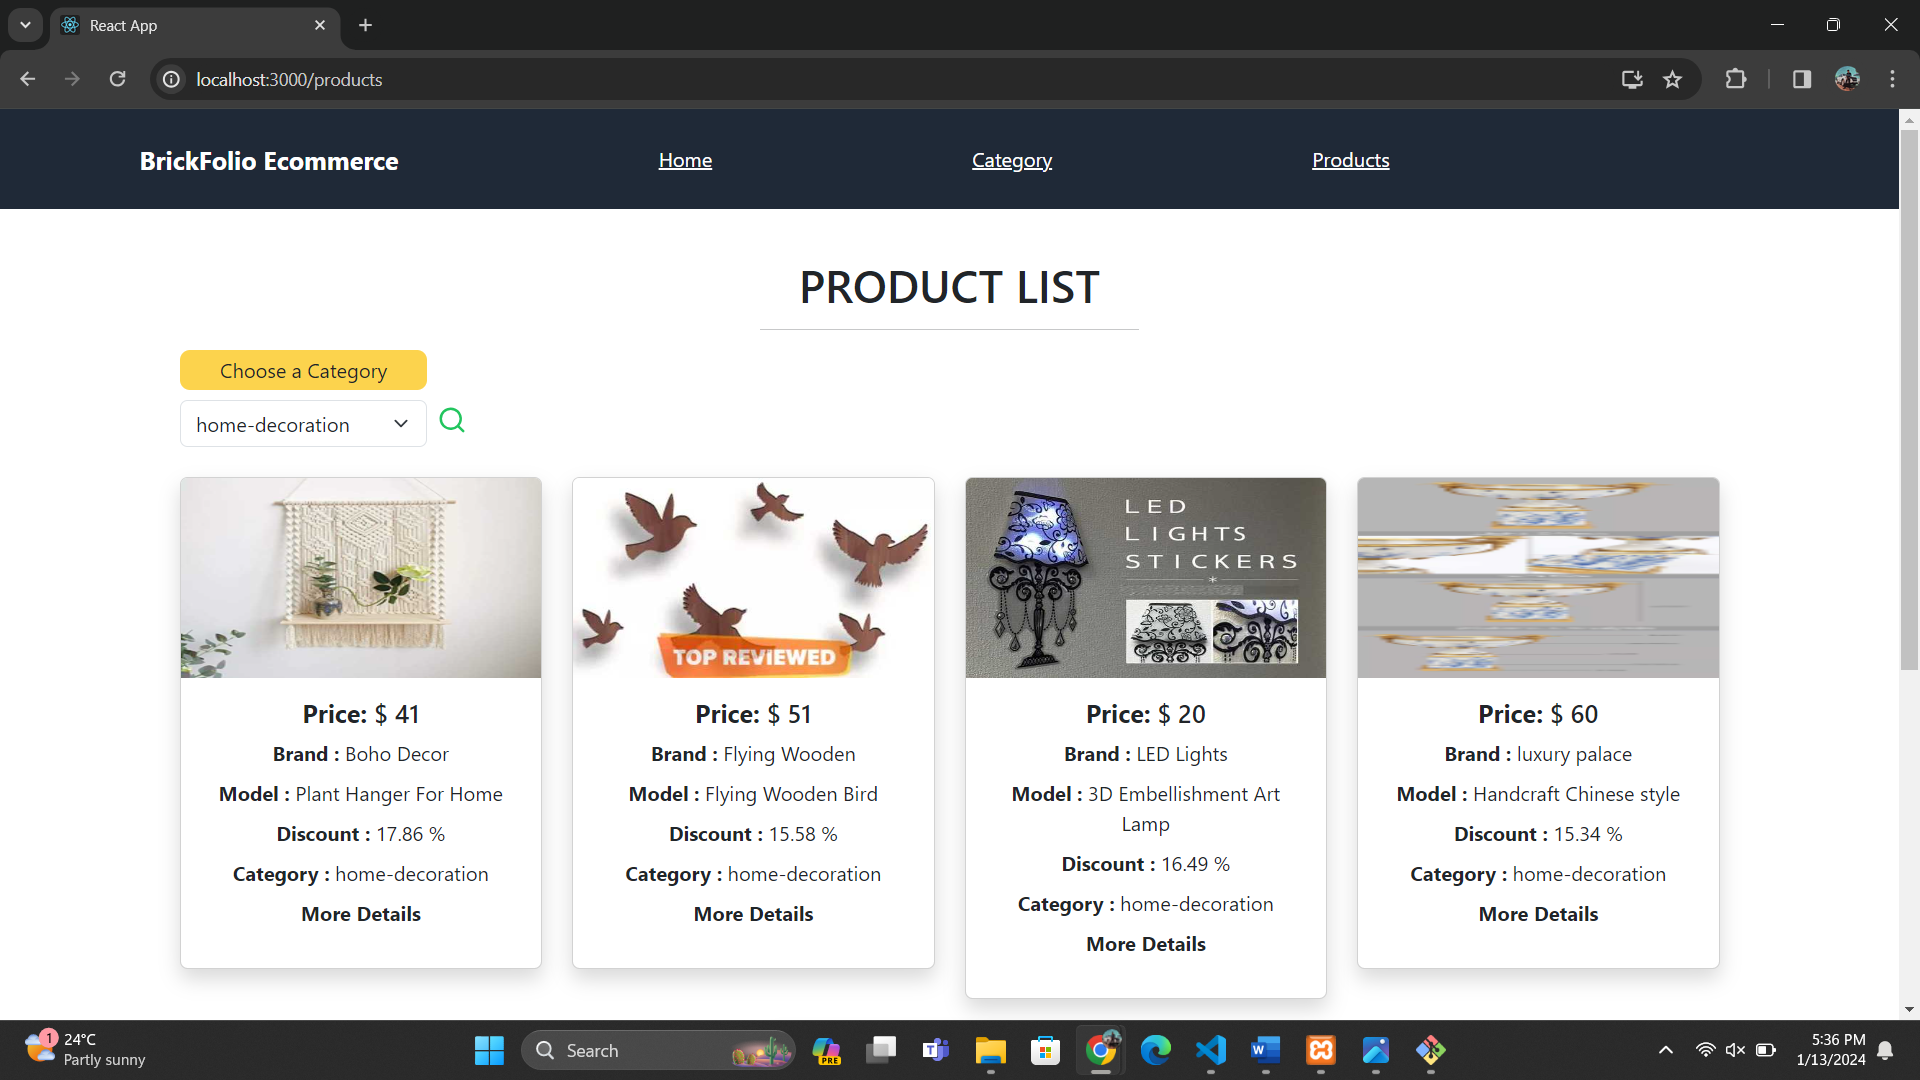 React App
localhost:3000/products
BrickFolio Ecommerce
Home
Category
Products
PRODUCT LIST
Choose a Category
home-decoration
LED
LIGHTS
STICKERS
TOP REVIEWED
Price: $ 41
Brand : Boho Decor
Model : Plant Hanger For Home
Discount : 17.86 %
Category : home-decoration
More Details
Price: $ 51
Brand : Flying Wooden
Model : Flying Wooden Bird
Discount : 15.58 %
Category : home-decoration
More Details
Price: $ 20
Brand : LED Lights
Model : 3D Embellishment Art
Lamp
Discount : 16.49 %
Category : home-decoration
More Details
Price: $ 60
Brand : luxury palace
Model : Handcraft Chinese style
Discount : 15.34 %
Category : home-decoration
More Details
1
24°C
Partly sunny
Search
PRE
5:36 PM
1/13/2024